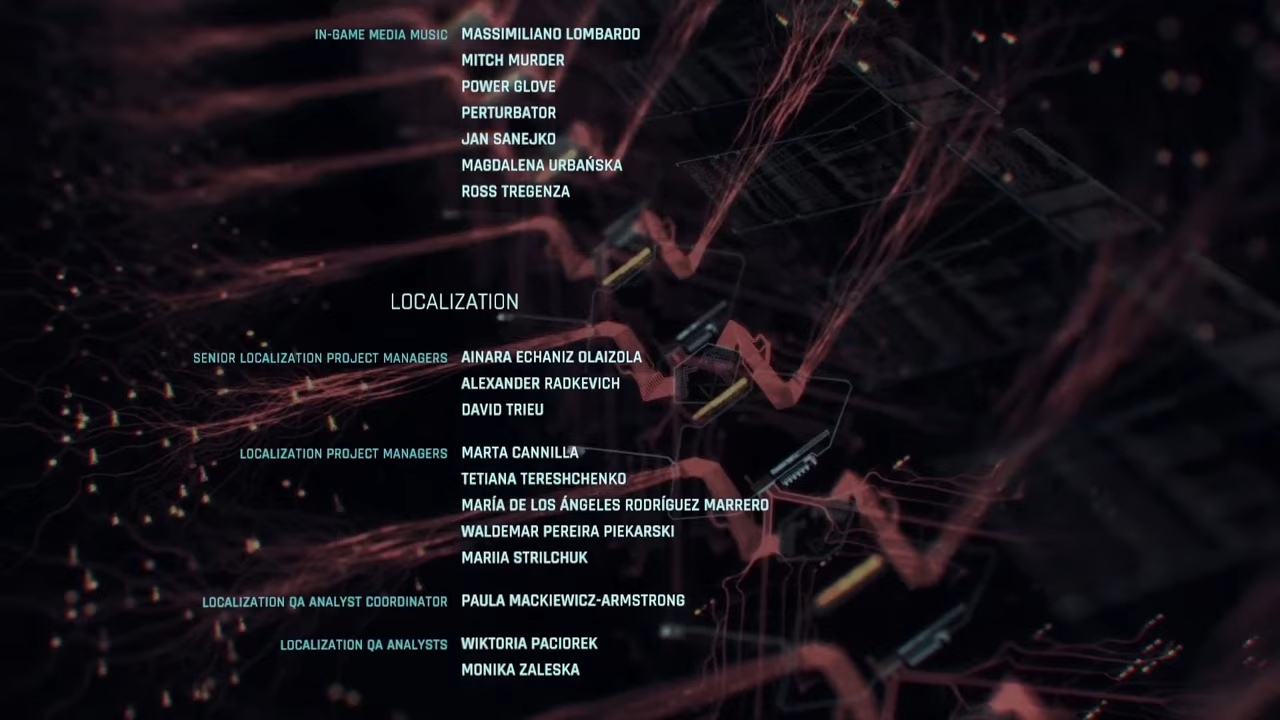 IN-GAME MEDIA MUSIC MASSIMILIANO LOMBARDO
MITCH MURDER
POWER GLOVE
PERTURBATOR
JAN SANEJKO
MAGDALENA URBAŃSKA
ROSS TREGENZA
LOCALIZATION
SENIOR LOCALIZATION PROJECT MANAGERS AINARA ECHANIZ OLAIZOLA
ALEXANDER RADKEVICH
DAVID TRIEU
LOCALIZATION PROJECT MANAGERS MARTA CANNILLA
TETIANA TERESHCHENKO
MARÍA DE LOS ÁNGELES RODRÍGUEZ MARRERO
WALDEMAR PEREIRA PIEKARSKI
MARIIA STRILCHUK
LOCALIZATION QA ANALYST COORDINATOR PAULA MACKIEWICZ-ARMSTRONG
LOCALIZATION QA ANALYSTS WIKTORIA PACIOREK
MONIKA ZALESKA